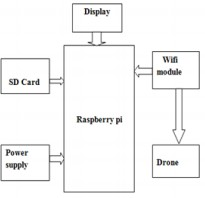 Display
Wifi
module
SD Card
Raspberry pi
Power
supply
Drone